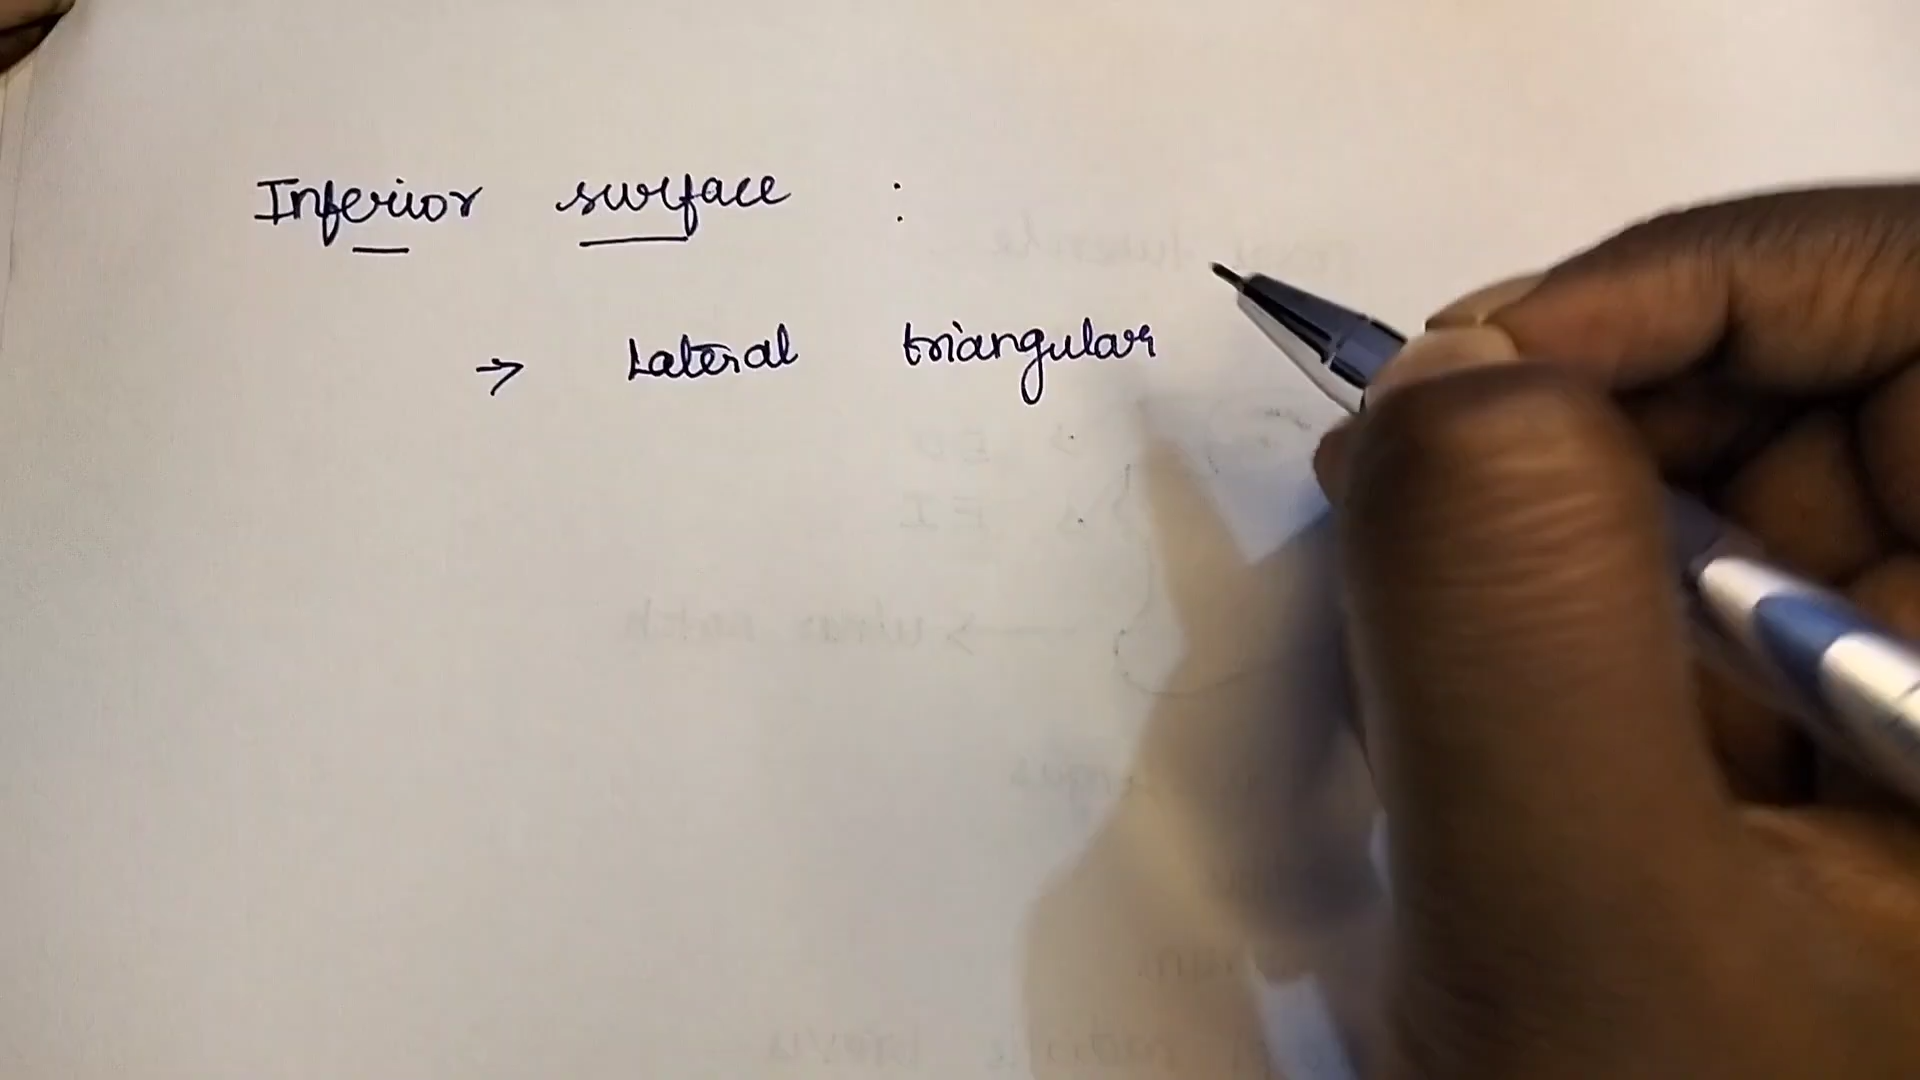 Inferior surface :
→ Lateral triangular